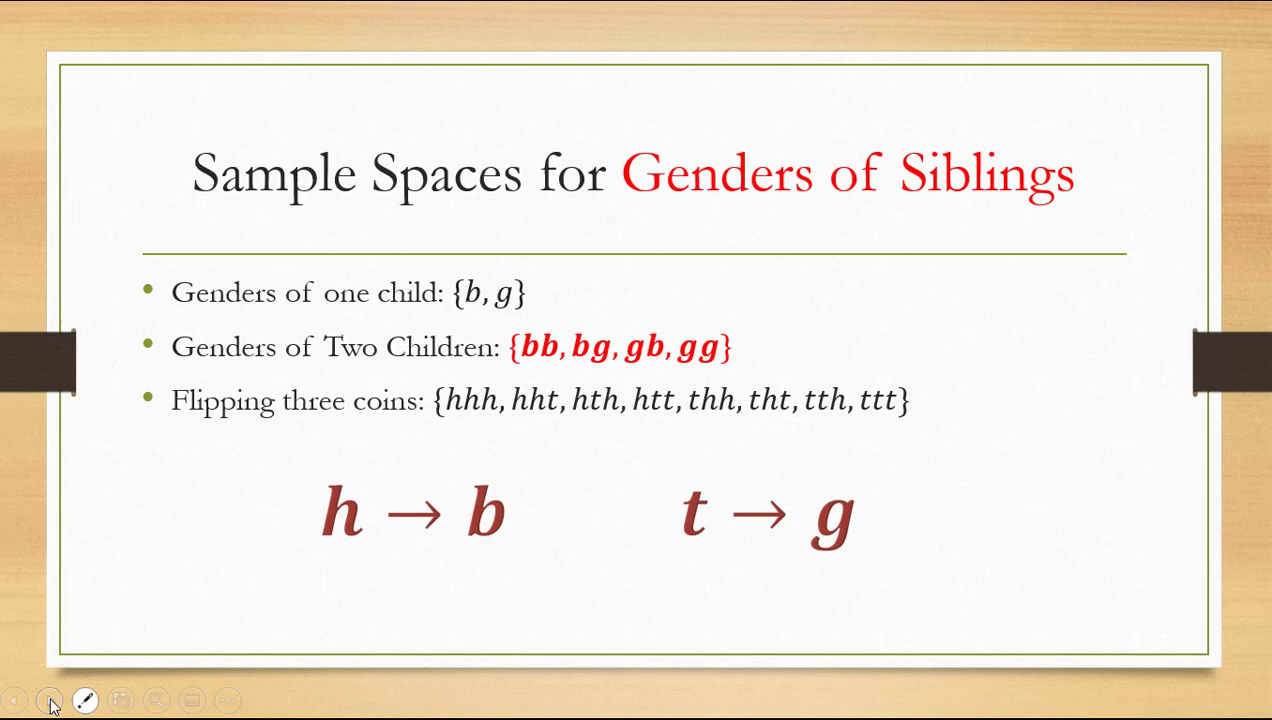 Sample Spaces for Genders of Siblings
• Genders of one child: {b, g}
• Genders of Two Children: {bb, bg, gb, gg}
• Flipping three coins: {hhh, hht, hth, htt, thh, tht, tth, ttt}
h → b t → g